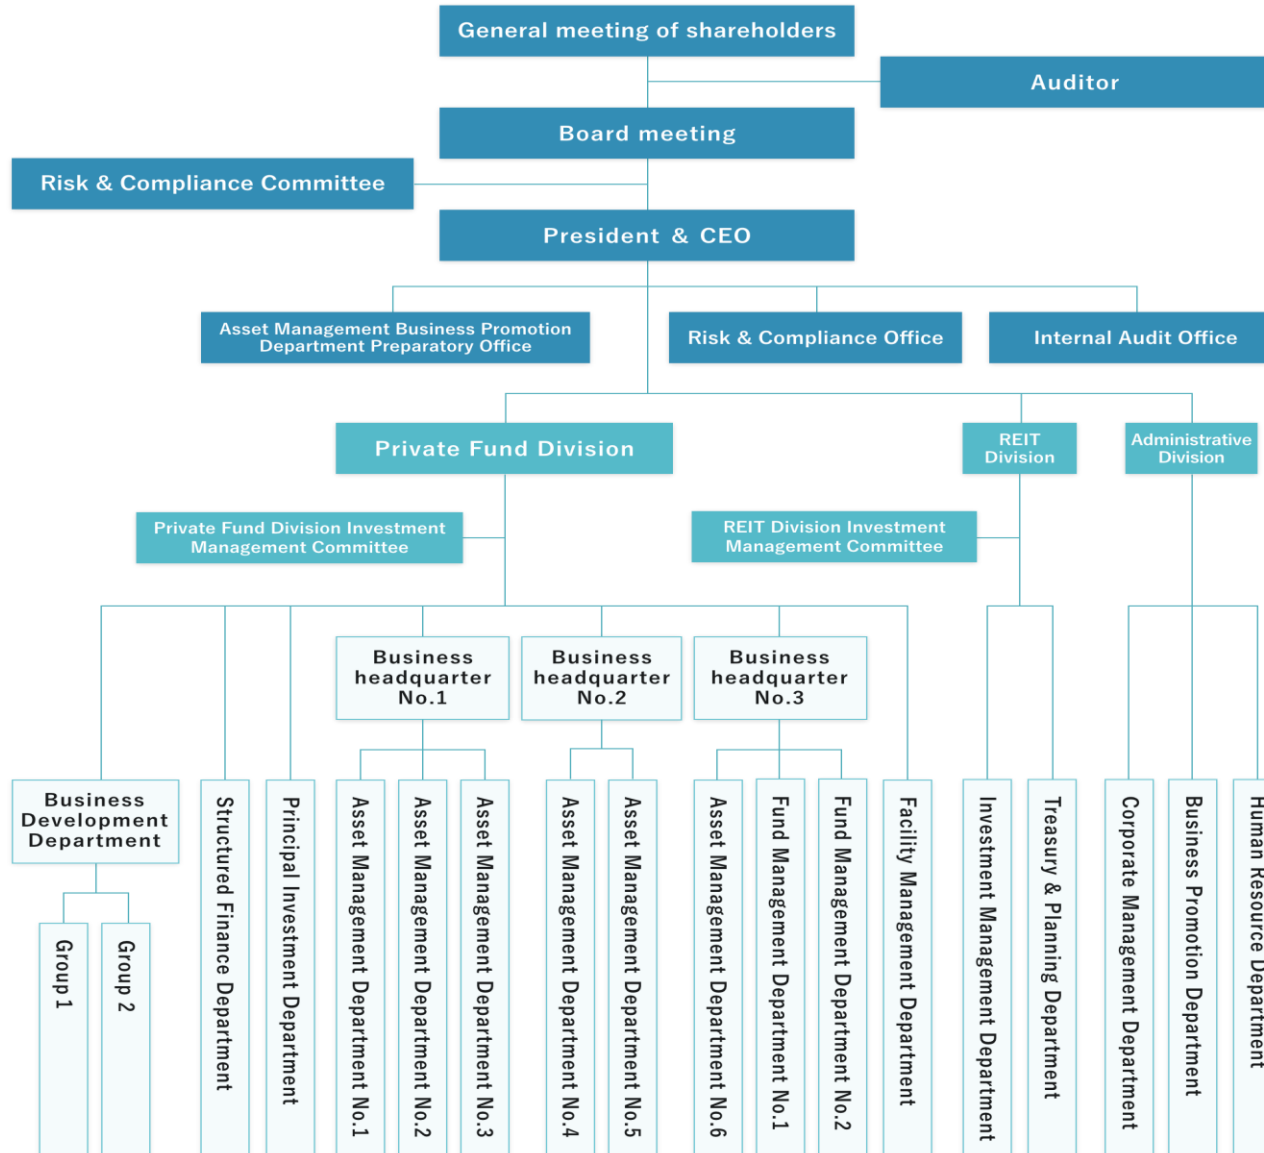 General meeting of shareholders
Auditor
Board meeting
Risk & Compliance Committee
President & CEO
Asset Management Business Promotion
Department Preparatory Office
Risk & Compliance Office
Internal Audit Office
Private Fund Division
REIT
Division
Administrative
Division
Private Fund Division Investment
Management Committee
REIT Division Investment
Management Committee
Business
headquarter
No.1
Business
headquarter
No.2
Business
headquarter
No.3
Business
Development
Department
Group 1
Group 2
Structured Finance Department
Principal Investment Department
Asset Management Department No.1
Asset Management Department No.2
Asset Management Department No.3
Asset Management Department No.4
Asset Management Department No.5
Asset Management Department No.6
Fund Management Department No.1
Fund Management Department No.2
Facility Management Department
Investment Management Department
Treasury & Planning Department
Corporate Management Department
Business Promotion Department
Human Resource Department